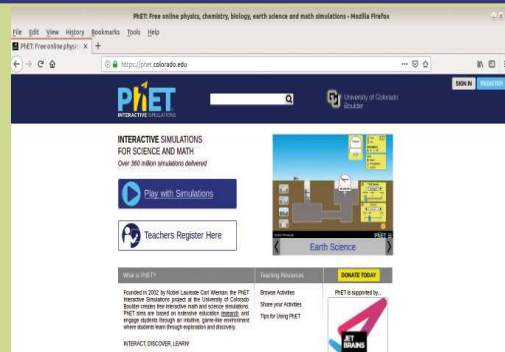 PhET: Free online physics, chemistry, biology, earth science and math simulations - Mozilla Firefox
File Edit View History Bookmarks Tools Help
PhET: Free online physic X +
https://phet.colorado.edu
SIGN IN REGISTER
PhET
INTERACTIVE SIMULATIONS
University of Colorado
Boulder
INTERACTIVE SIMULATIONS
FOR SCIENCE AND MATH
Over 360 million simulations delivered
Play with Simulations
Teachers Register Here
PhET
Earth Science
What is PhET?
Founded in 2002 by Nobel Laureate Carl Wieman, the PhET
Interactive Simulations project at the University of Colorado
Boulder creates free interactive math and science simulations.
PhET sims are based on extensive education research and
engage students through an intuitive, game-like environment
where students learn through exploration and discovery.
INTERACT, DISCOVER, LEARN!
Teaching Resources
Browse Activities
Share your Activities
Tips for Using PhET
DONATE TODAY
PhET is supported by...
JET
BRAINS